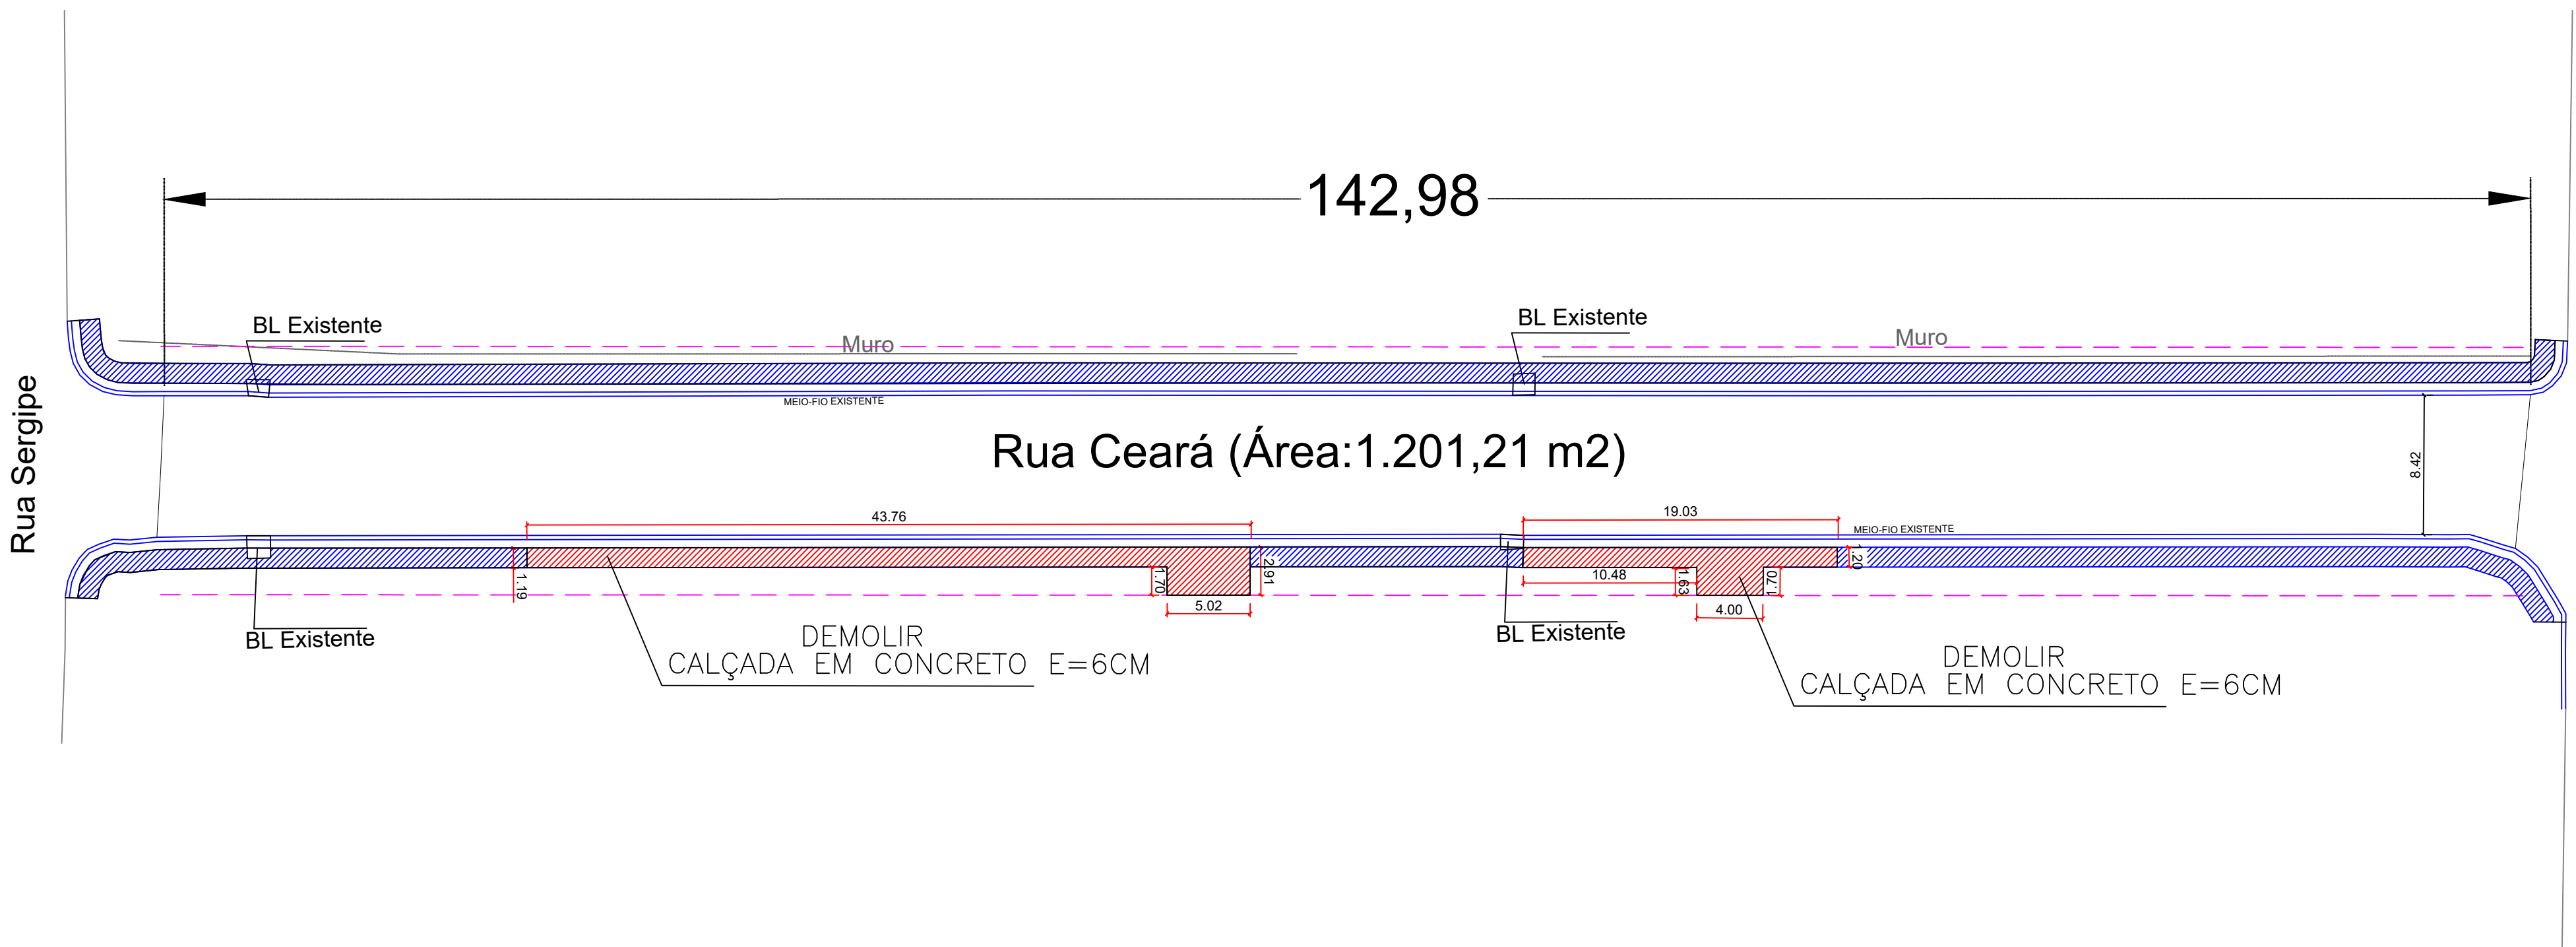 142,98
BL Existente
BL Existente
Muro
Muro
MEIO-FIO EXISTENTE
Rua Sergipe
Rua Ceará (Área:1.201,21 m2)
8.42
43.76
19.03
MEIO-FIO EXISTENTE
1.19
1.70
2.91
5.02
10.48
1.63
1.70
1.20
4.00
BL Existente
BL Existente
DEMOLIR
CALÇADA EM CONCRETO E=6CM
DEMOLIR
CALÇADA EM CONCRETO E=6CM